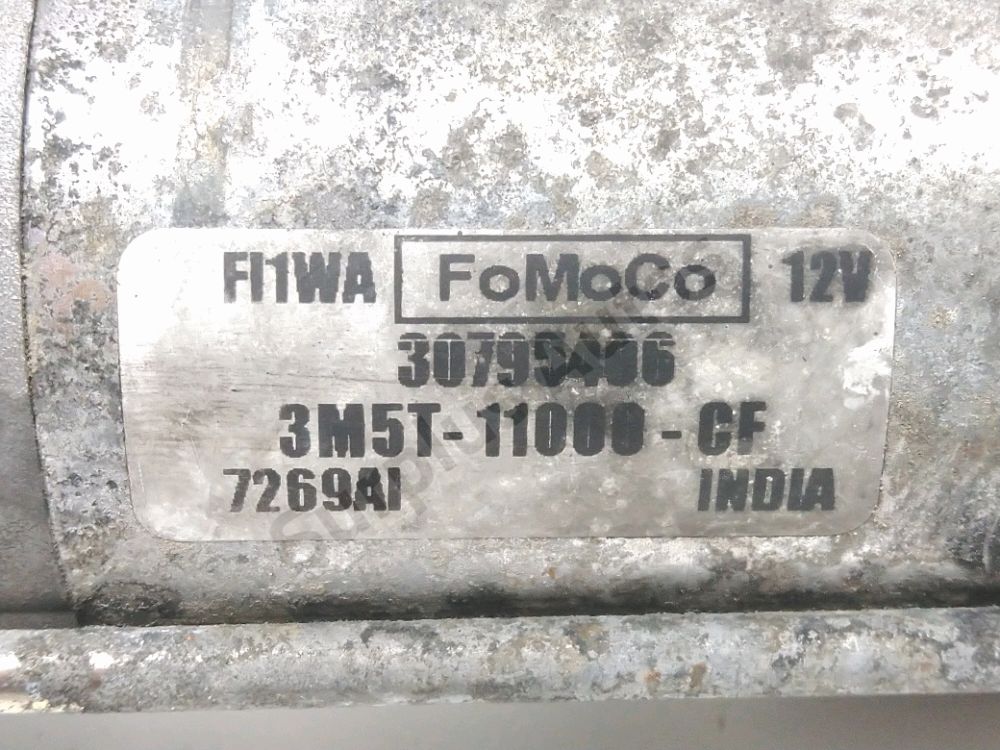 FI1WA FoMoCo 12V
30795406
3M5T-11000-CF
7269AI INDIA